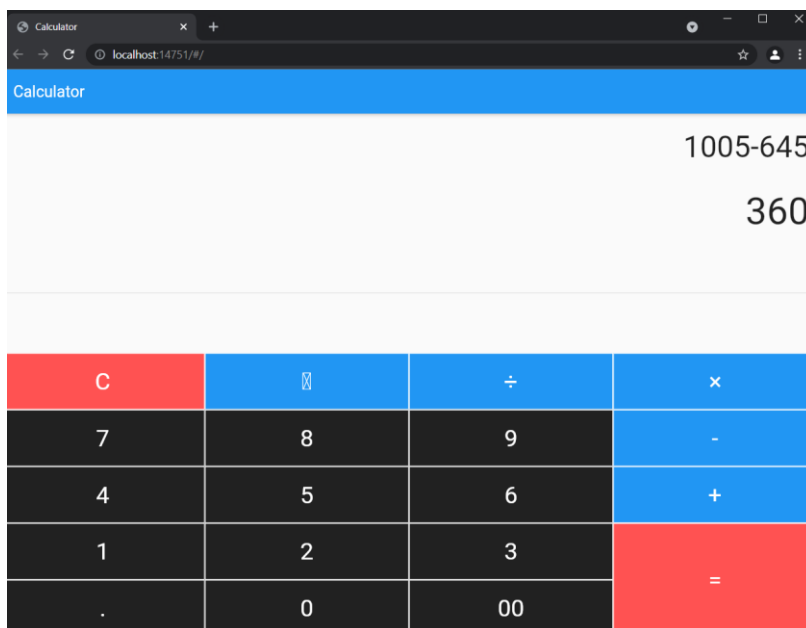 Calculator
localhost:14751/#/
Calculator
1005-645
360
C ÷ ×
7 8 9 -
4 5 6 +
1 2 3
=
. 0 00